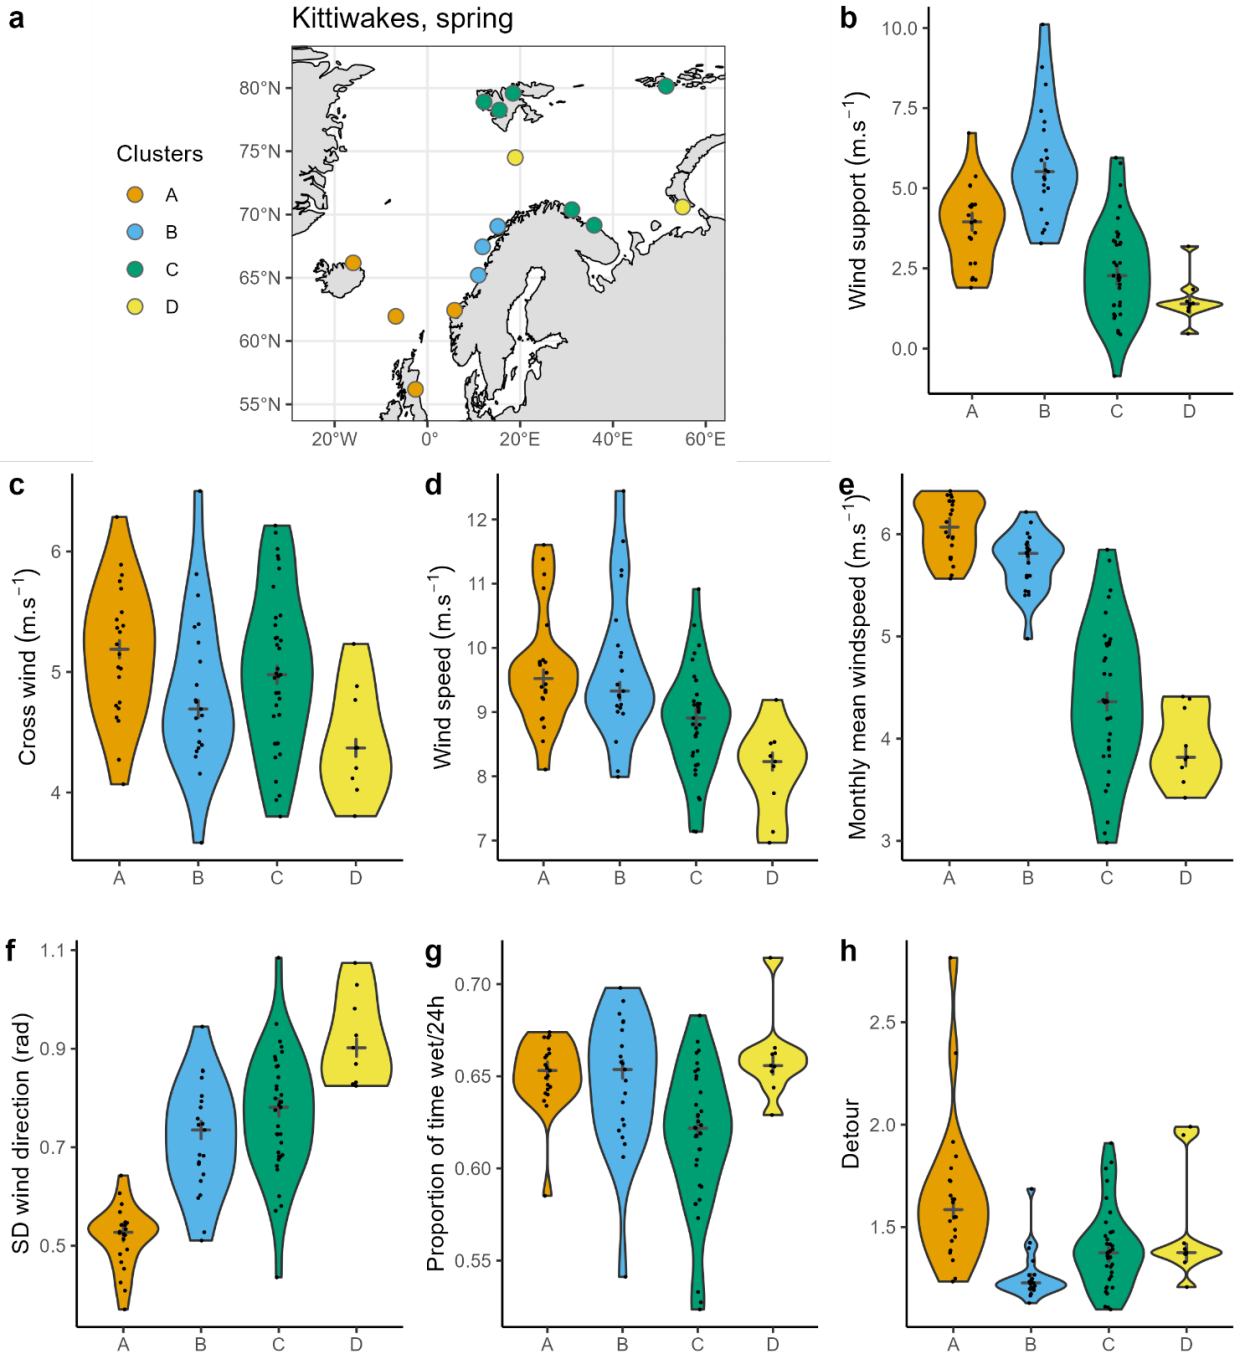 a
Kittiwakes, spring
Clusters
A
B
C
D
80°N
75°N
70°N
65°N
60°N
55°N
20°W
0°
20°E
40°E
60°E
b
Wind support (m.s⁻¹)
10.0
7.5
5.0
2.5
0.0
A
B
C
D
c
Cross wind (m.s⁻¹)
6
5
4
A
B
C
D
d
Wind speed (m.s⁻¹)
12
11
10
9
8
7
A
B
C
D
e
Monthly mean windspeed (m.s⁻¹)
6
5
4
3
A
B
C
D
f
SD wind direction (rad)
1.1
0.9
0.7
0.5
A
B
C
D
g
Proportion of time wet/24h
0.70
0.65
0.60
0.55
A
B
C
D
h
Detour
2.5
2.0
1.5
A
B
C
D